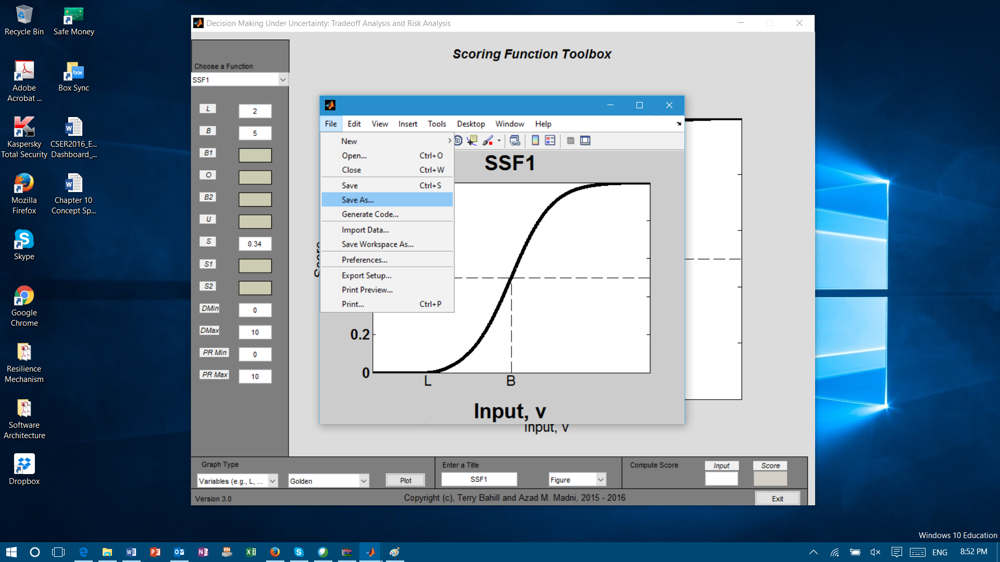 Recycle Bin
Safe Money
Adobe
Acrobat ...
Box Sync
Kaspersky
Total Security
CSER2016_E...
Dashboard_...
Mozilla
Firefox
Chapter 10
Concept Sp...
Skype
Google
Chrome
Resilience
Mechanism
Software
Architecture
Dropbox
Decision Making Under Uncertainty: Tradeoff Analysis and Risk Analysis
Scoring Function Toolbox
Choose a Function
SSF1
L 2
B 5
B1
O
B2
U
S 0.34
S1
S2
DMin 0
DMax 10
PR Min 0
PR Max 10
File Edit View Insert Tools Desktop Window Help
New
Open... Ctrl+O
Close Ctrl+W
Save Ctrl+S
Save As...
Generate Code...
Import Data...
Save Workspace As...
Preferences...
Export Setup...
Print Preview...
Print... Ctrl+P
SSF1
Score
0.2
0
L B
Input, v
Input, v
Graph Type
Variables (e.g., L, ...
Golden
Plot
Enter a Title
SSF1
Figure
Compute Score
Input
Score
Version 3.0
Copyright (c), Terry Bahill and Azad M. Madni, 2015 - 2016
Exit
Windows 10 Education
ENG
8:52 PM